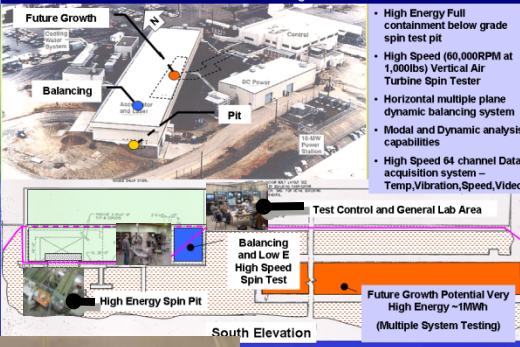 Future Growth
N
Cooling
Water
System
Control
DC Power
Balancing
Accelerator
and Laser
Pit
10-MW
Power
Station
• High Energy Full
containment below grade
spin test pit
• High Speed (60,000RPM at
1,000lbs) Vertical Air
Turbine Spin Tester
• Horizontal multiple plane
dynamic balancing system
• Modal and Dynamic analysis
capabilities
• High Speed 64 channel Data
acquisition system –
Temp,Vibration,Speed,Video
Test Control and General Lab Area
Balancing
and Low E
High Speed
Spin Test
High Energy Spin Pit
Future Growth Potential Very
High Energy ~1MWh
(Multiple System Testing)
South Elevation